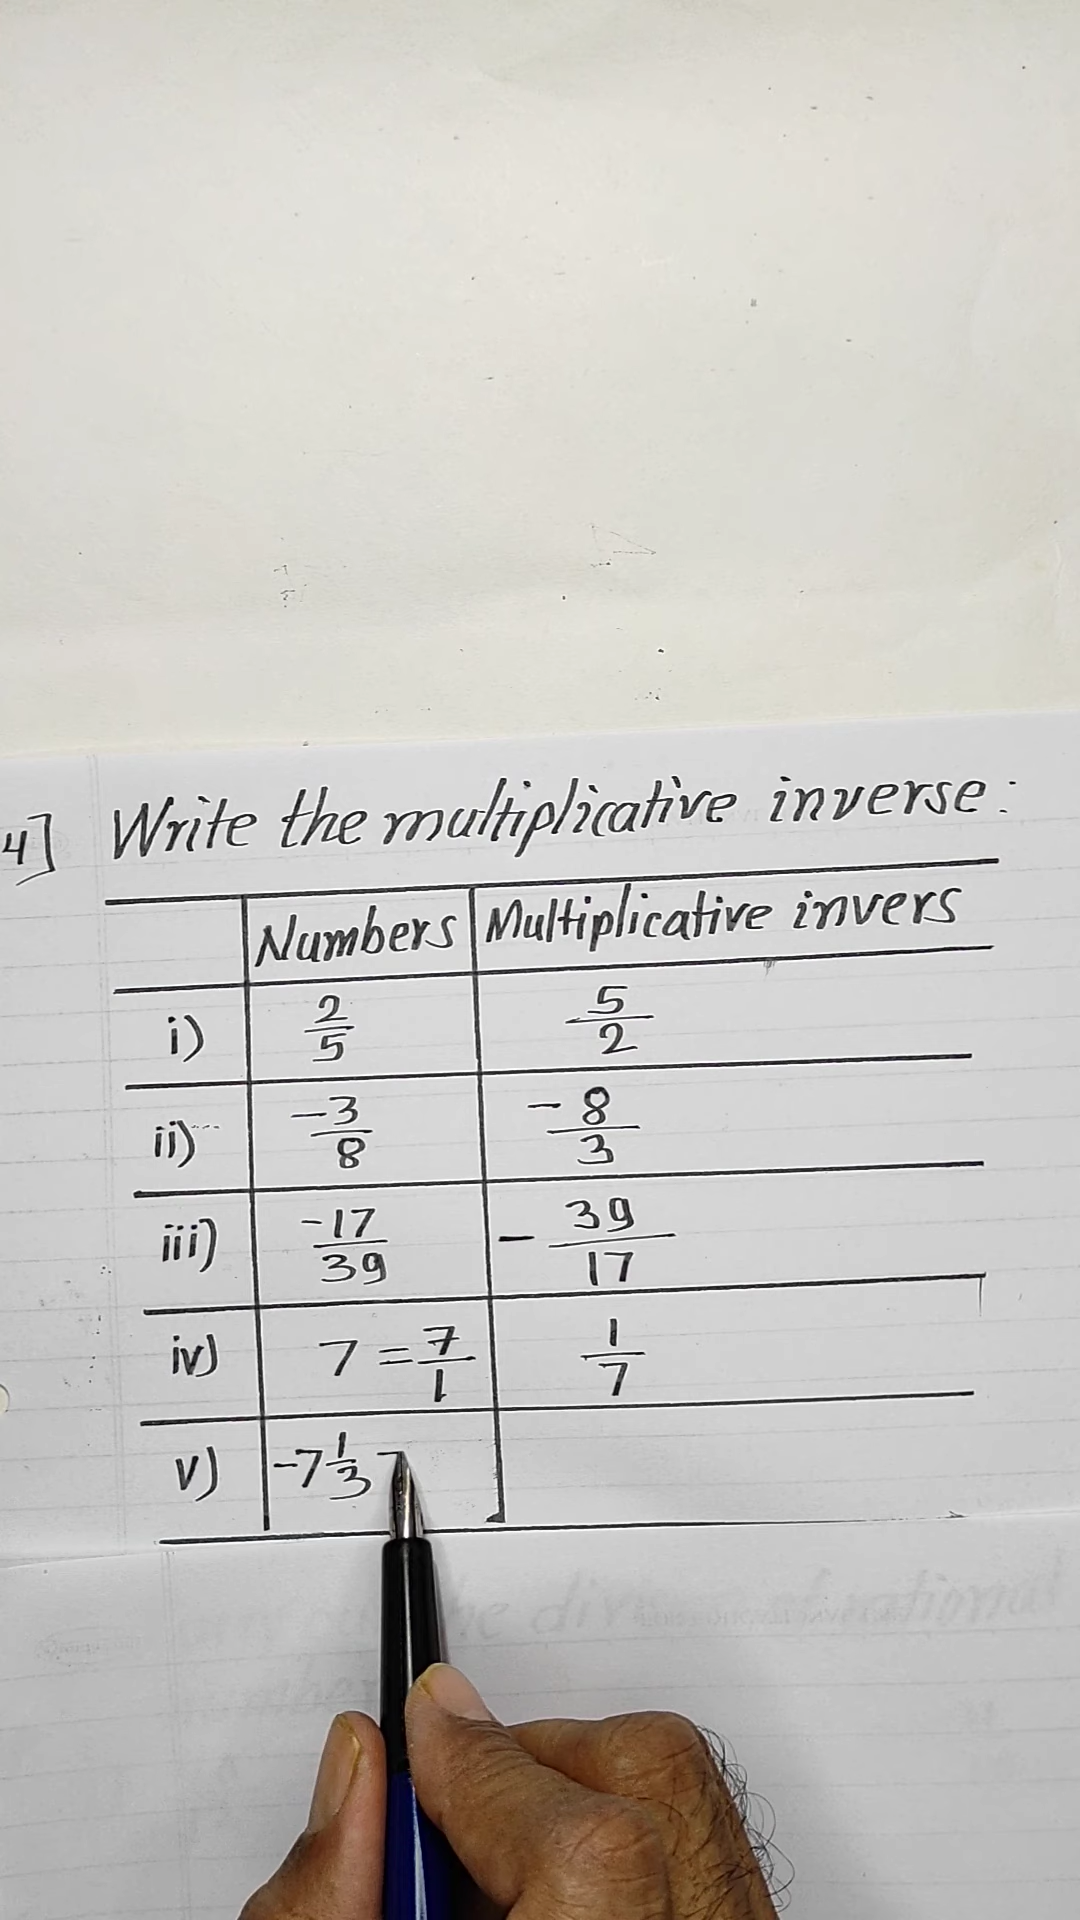 4] Write the multiplicative inverse:
Numbers Multiplicative invers
i) 2/5 5/2
ii) -3/8 -8/3
iii) -17/39 -39/17
iv) 7 = 7/1 1/7
v) -7 1/3